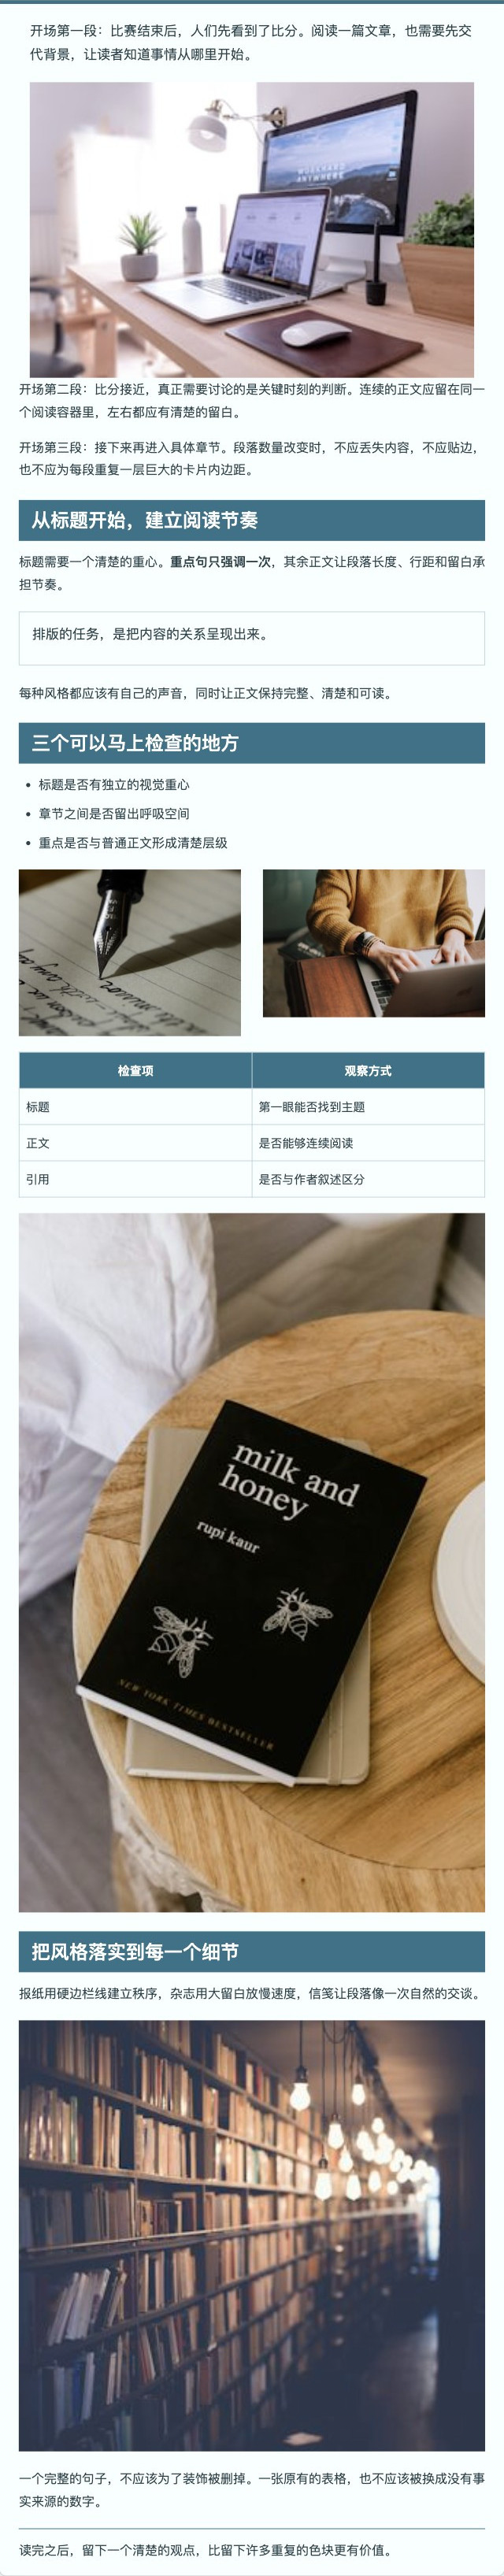 开场第一段：比赛结束后，人们先看到了比分。阅读一篇文章，也需要先交
代背景，让读者知道事情从哪里开始。
WORKHARD
ANYWHERE
开场第二段：比分接近，真正需要讨论的是关键时刻的判断。连续的正文应留在同一
个阅读容器里，左右都应有清楚的留白。
开场第三段：接下来再进入具体章节。段落数量改变时，不应丢失内容，不应贴边，
也不应为每段重复一层巨大的卡片内边距。
从标题开始，建立阅读节奏
标题需要一个清楚的重心。重点句只强调一次，其余正文让段落长度、行距和留白承
担节奏。
排版的任务，是把内容的关系呈现出来。
每种风格都应该有自己的声音，同时让正文保持完整、清楚和可读。
三个可以马上检查的地方
• 标题是否有独立的视觉重心
• 章节之间是否留出呼吸空间
• 重点是否与普通正文形成清楚层级
检查项 观察方式
标题 第一眼能否找到主题
正文 是否能够连续阅读
引用 是否与作者叙述区分
milk and
honey
rupi kaur
NEW YORK TIMES BESTSELLER
把风格落实到每一个细节
报纸用硬边栏线建立秩序，杂志用大留白放慢速度，信笺让段落像一次自然的交谈。
一个完整的句子，不应该为了装饰被删掉。一张原有的表格，也不应该被换成没有事
实来源的数字。
读完之后，留下一个清楚的观点，比留下许多重复的色块更有价值。